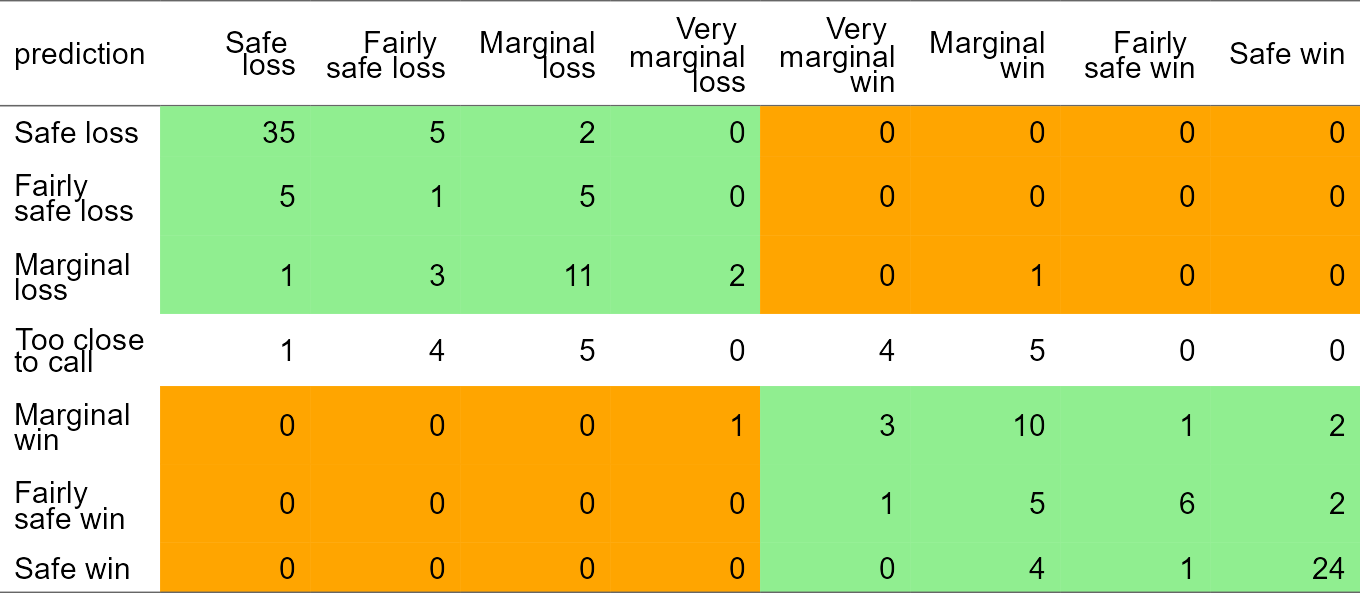 prediction Safe loss Fairly safe loss Marginal loss Very marginal loss Very marginal win Marginal win Fairly safe win Safe win
Safe loss 35 5 2 0 0 0 0 0
Fairly safe loss 5 1 5 0 0 0 0 0
Marginal loss 1 3 11 2 0 1 0 0
Too close to call 1 4 5 0 4 5 0 0
Marginal win 0 0 0 1 3 10 1 2
Fairly safe win 0 0 0 0 1 5 6 2
Safe win 0 0 0 0 0 4 1 24